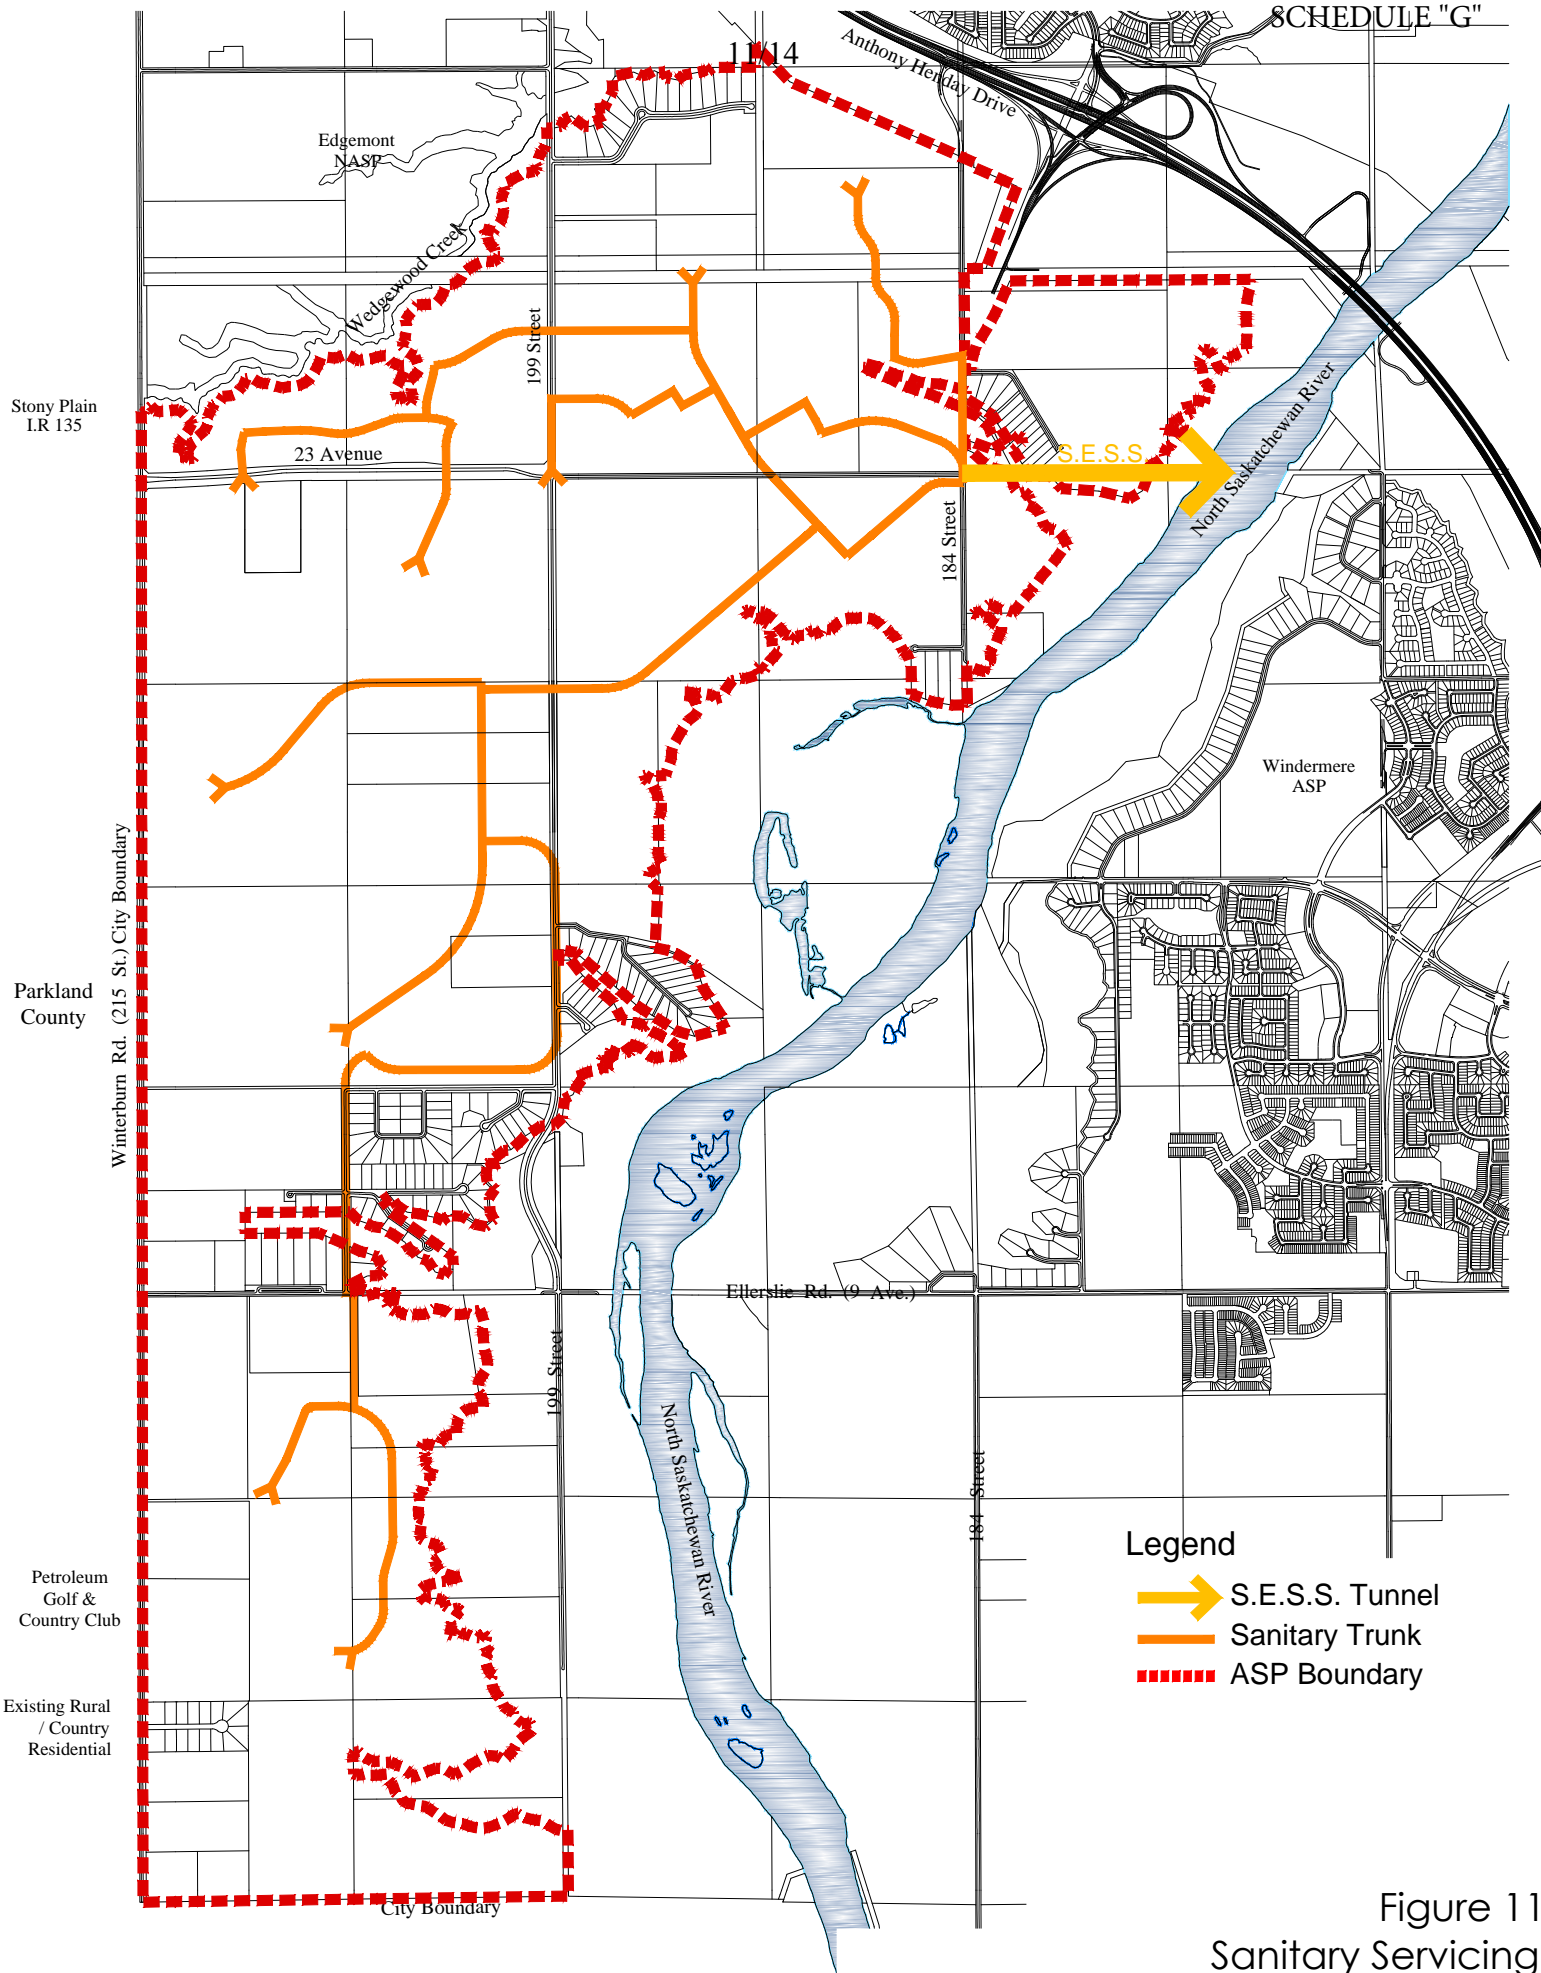 SCHEDULE "G"
11/14
Anthony Henday Drive
Edgemont
NASP
Wedgewood Creek
199 Street
Stony Plain
I.R 135
23 Avenue
S.E.S.S.
North Saskatchewan River
184 Street
Windermere
ASP
Winterburn Rd. (215 St.) City Boundary
Parkland
County
Ellerslie Rd. (9 Ave.)
199 Street
North Saskatchewan River
184 Street
Legend
S.E.S.S. Tunnel
Sanitary Trunk
ASP Boundary
Petroleum
Golf &
Country Club
Existing Rural
/ Country
Residential
City Boundary
Figure 11
Sanitary Servicing